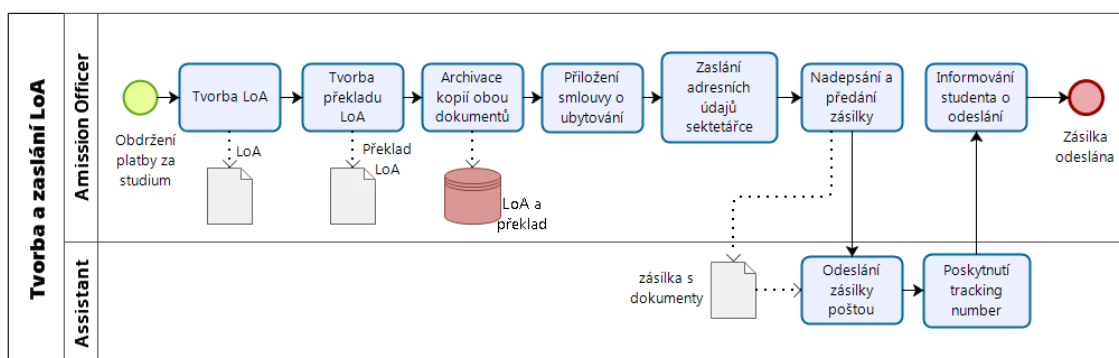 Tvorba a zaslání LoA
Amission Officer
Obdržení
platby za
studium
Tvorba LoA
LoA
Tvorba
překladu
LoA
Překlad
LoA
Archivace
kopií obou
dokumentů
LoA a
překlad
Přiložení
smlouvy o
ubytování
Zaslání
adresních
údajů
sektetářce
Nadepsání a
předání
zásilky
Informování
studenta o
odeslání
Zásilka
odeslána
Assistant
zásilka s
dokumenty
Odeslání
zásilky
poštou
Poskytnutí
tracking
number